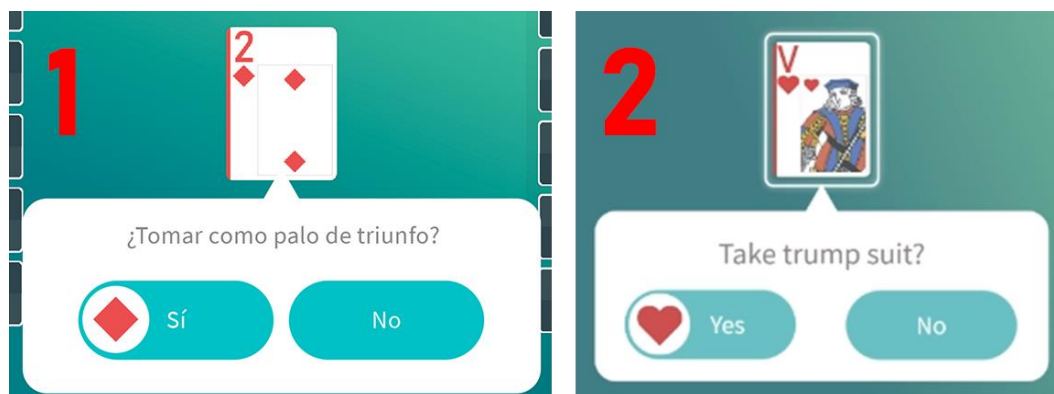 1
2
¿Tomar como palo de triunfo?
Sí
No
2
V
Take trump suit?
Yes
No